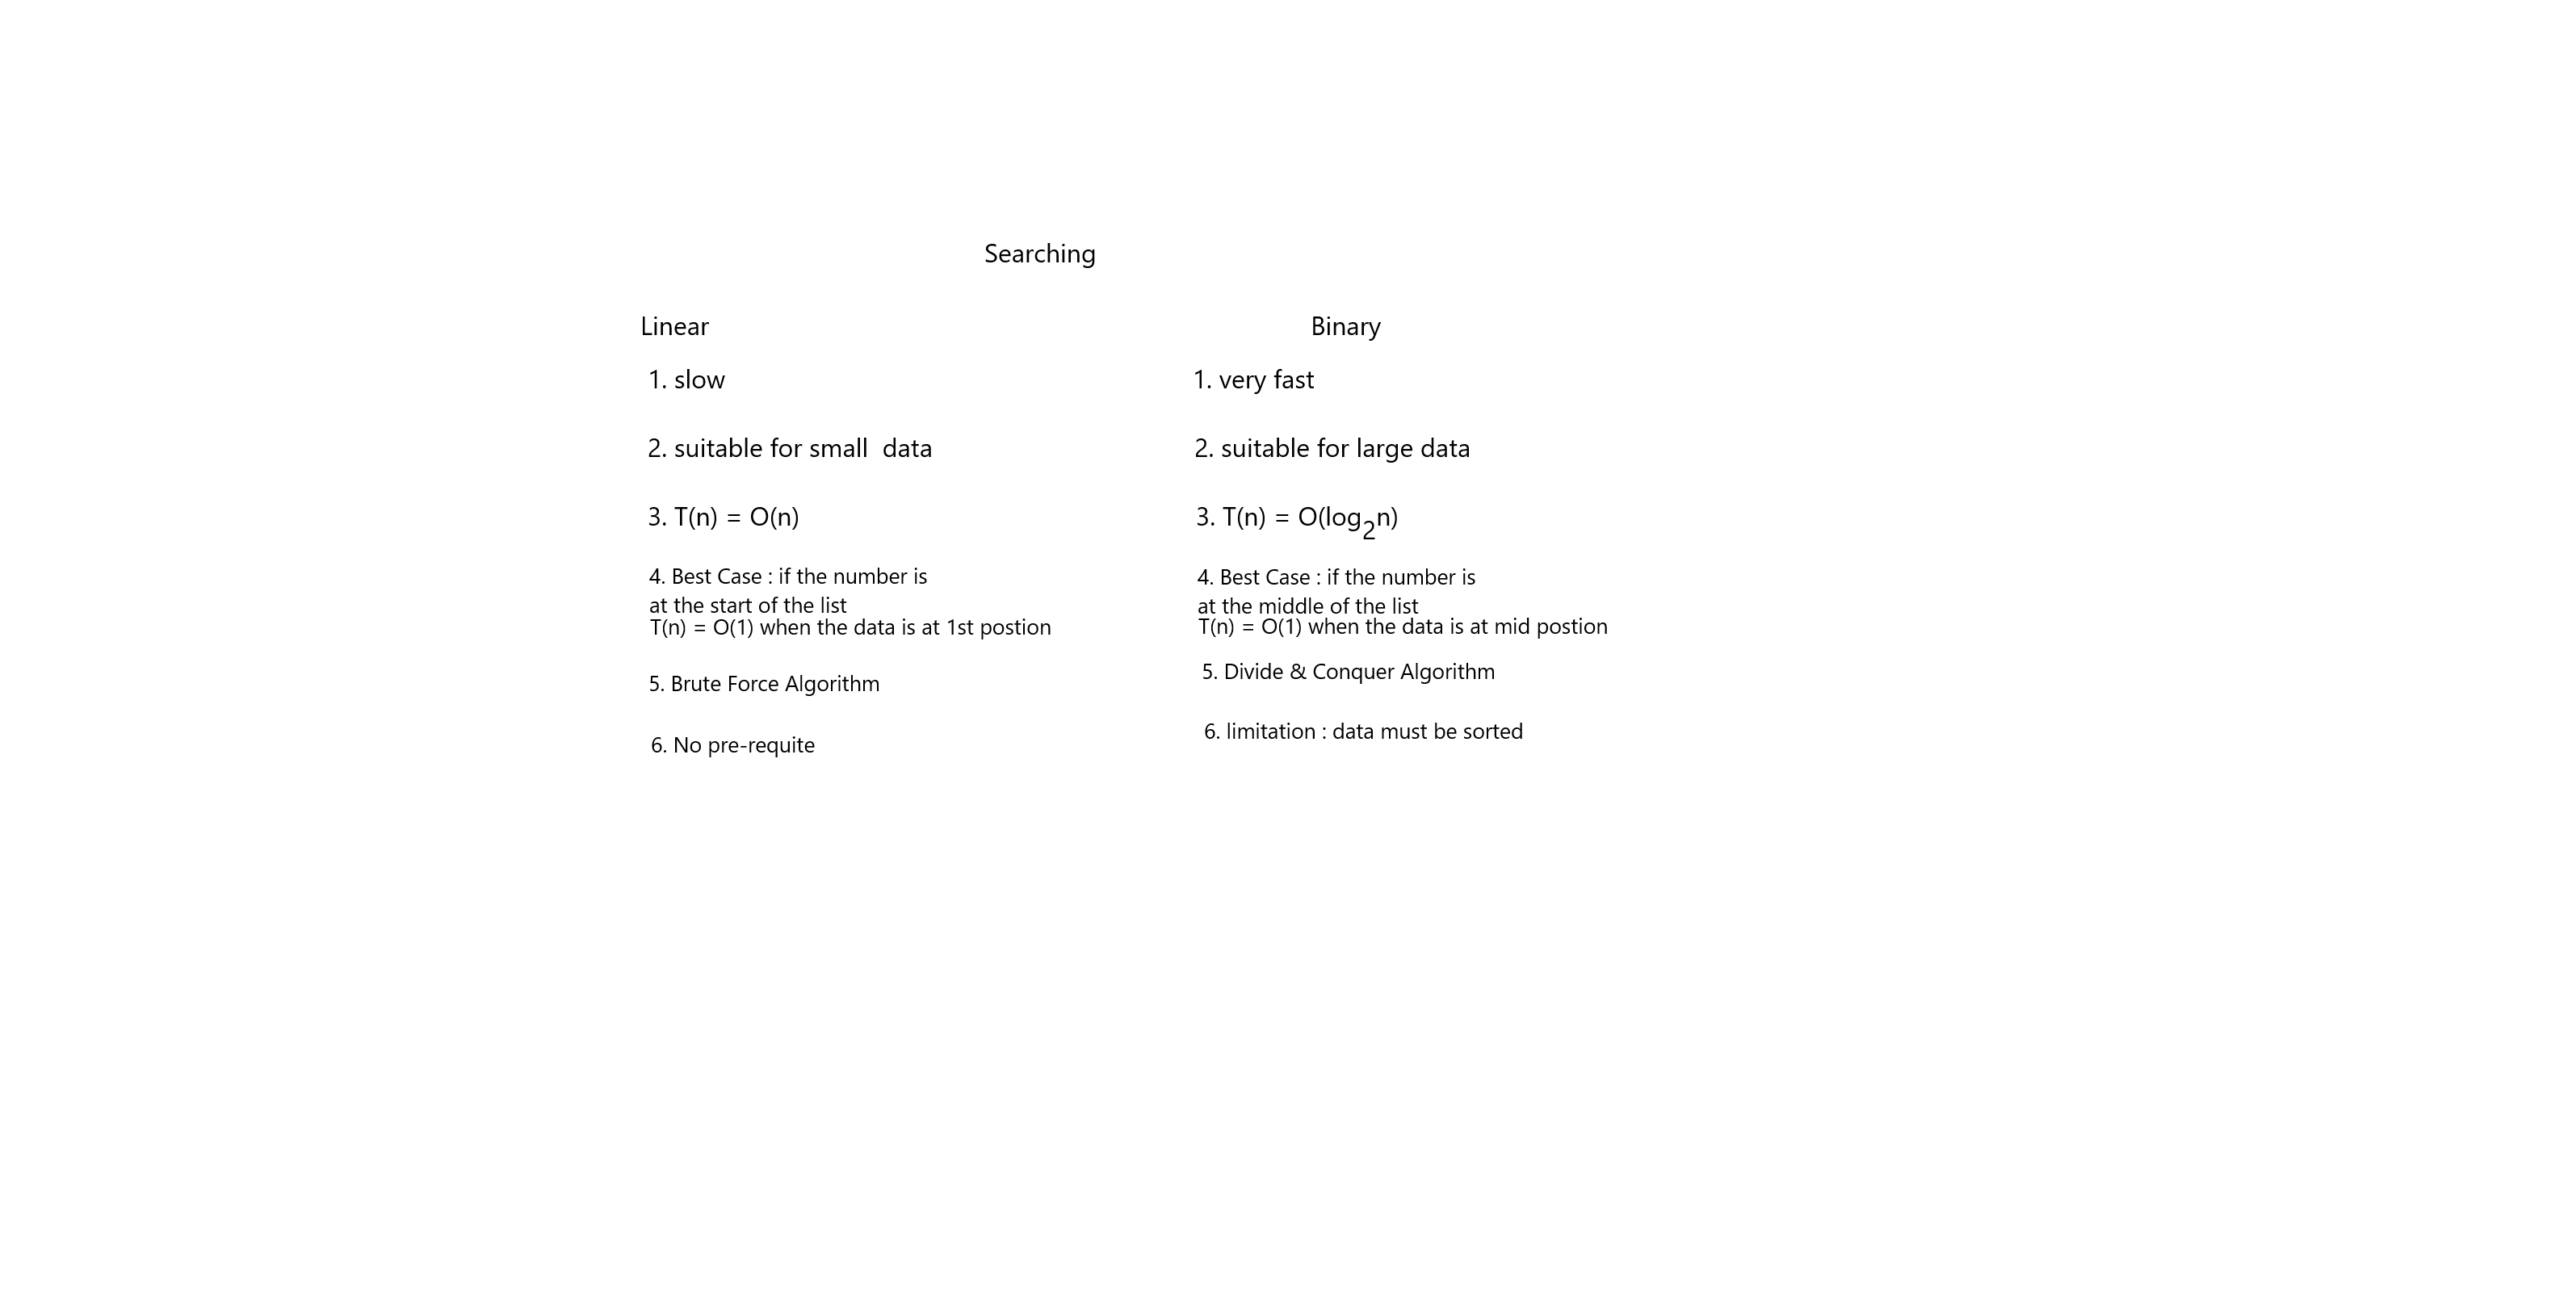 Searching
Linear
1. slow
2. suitable for small  data
3. T(n) = O(n)
4. Best Case : if the number is
at the start of the list
T(n) = O(1) when the data is at 1st postion
5. Brute Force Algorithm
6. No pre-requite
Binary
1. very fast
2. suitable for large data
3. T(n) = O(log₂n)
4. Best Case : if the number is
at the middle of the list
T(n) = O(1) when the data is at mid postion
5. Divide & Conquer Algorithm
6. limitation : data must be sorted